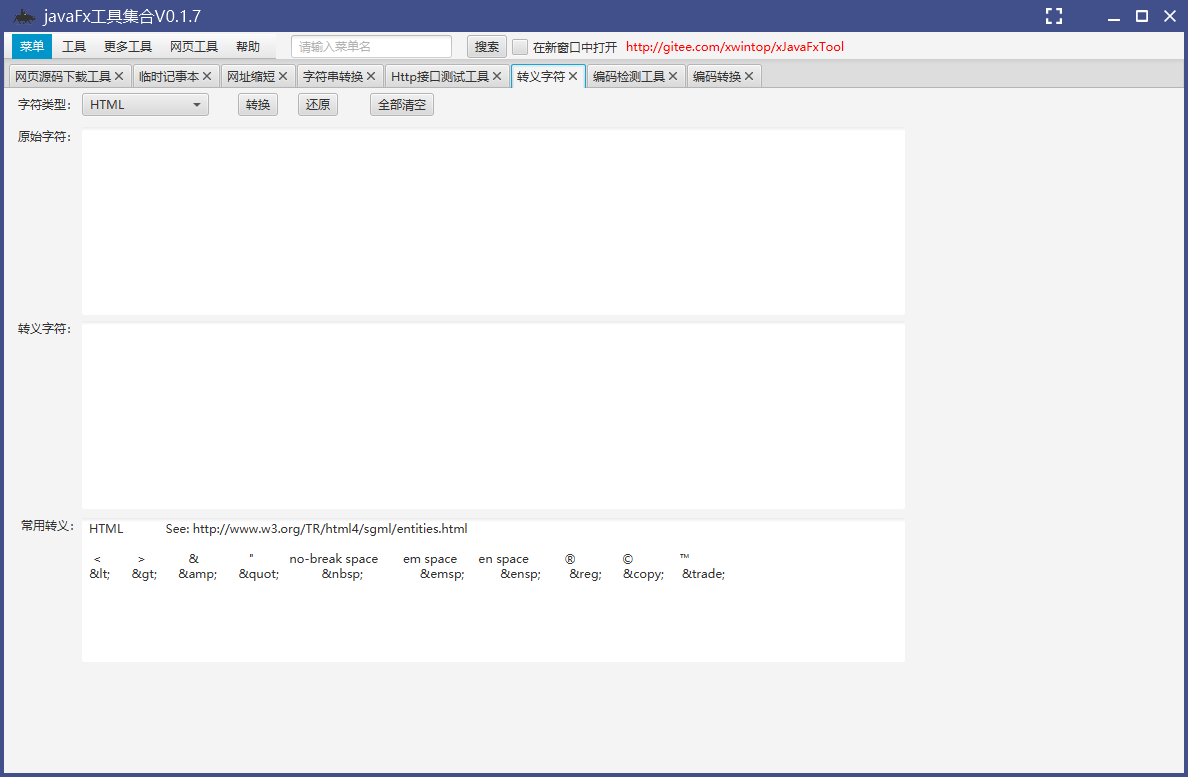 javaFx工具集合V0.1.7
菜单 工具 更多工具 网页工具 帮助 请输入菜单名 搜索 在新窗口中打开 http://gitee.com/xwintop/xJavaFxTool
网页源码下载工具 临时记事本 网址缩短 字符串转换 Http接口测试工具 转义字符 编码检测工具 编码转换
字符类型： HTML 转换 还原 全部清空
原始字符：
转义字符：
常用转义： HTML See: http://www.w3.org/TR/html4/sgml/entities.html
< > & " no-break space em space en space ® © ™
&lt; &gt; &amp; &quot; &nbsp; &emsp; &ensp; &reg; &copy; &trade;